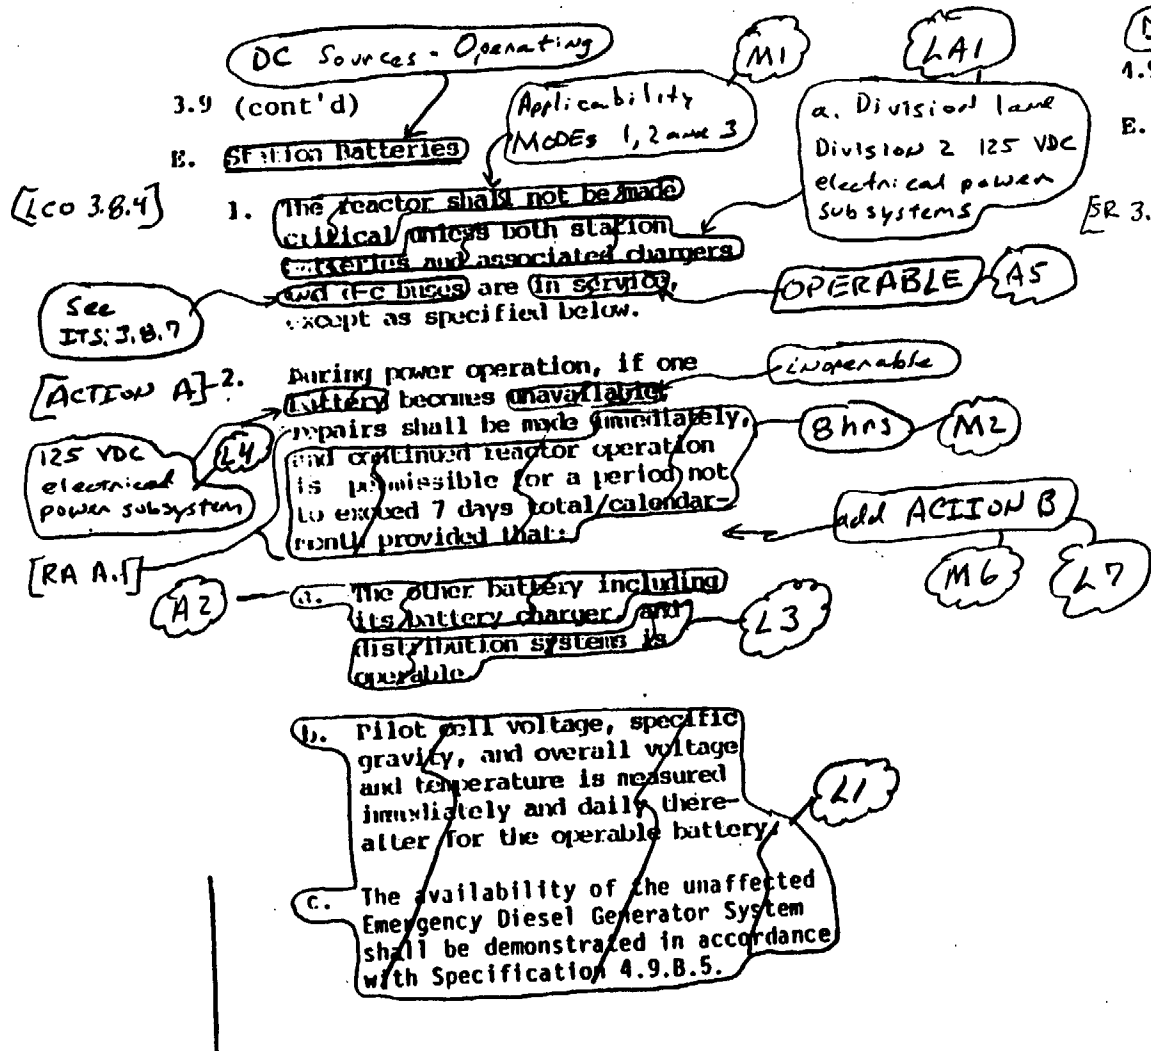 DC Sources - Operating
M1
LA1
3.9 (cont'd)
Applicability
MODEs 1, 2 and 3
a. Division 1 and
Division 2 125 VDC
electrical power
subsystems
E. Station Batteries
E.
[LCO 3.8.4]
1. The reactor shall not be made
critical unless both station
batteries and associated chargers
and dc buses are in service,
except as specified below.
[SR 3.
See
ITS: 3.8.7
OPERABLE
A5
[ACTION A]
2. During power operation, if one
battery becomes unavailable,
repairs shall be made immediately,
and continued reactor operation
is permissible for a period not
to exceed 7 days total/calendar-
month provided that:
inoperable
8 hrs
M2
125 VDC
electrical
power subsystem
L4
add ACTION B
M6
L7
[RA A.1]
A2
a. The other battery including
its battery charger, and
distribution systems is
operable
L3
b. Pilot cell voltage, specific
gravity, and overall voltage
and temperature is measured
immediately and daily there-
after for the operable battery.
L1
c. The availability of the unaffected
Emergency Diesel Generator System
shall be demonstrated in accordance
with Specification 4.9.B.5.